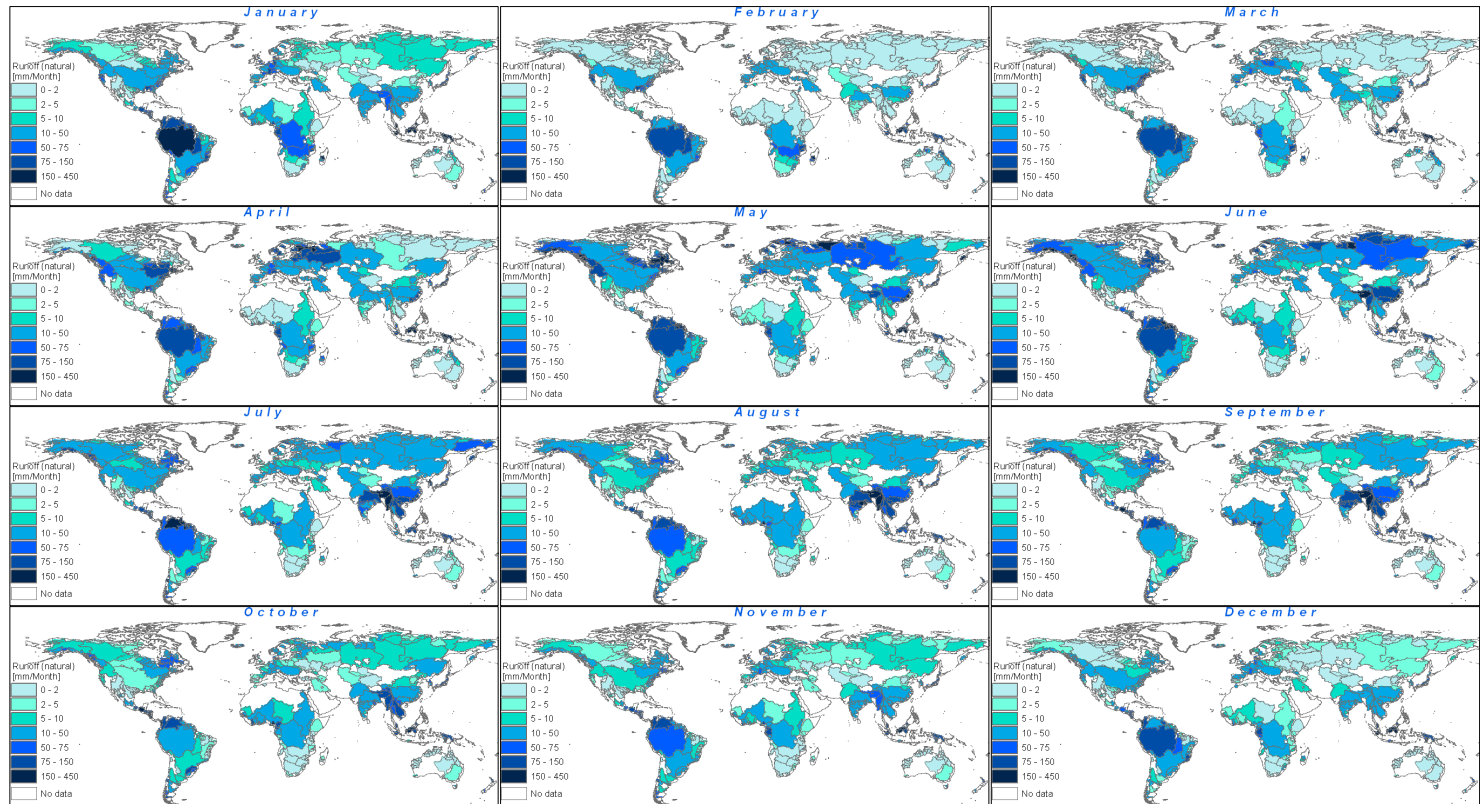 January
Runoff (natural)
[mm/Month]
0 - 2
2 - 5
5 - 10
10 - 50
50 - 75
75 - 150
150 - 450
No data
February
Runoff (natural)
[mm/Month]
0 - 2
2 - 5
5 - 10
10 - 50
50 - 75
75 - 150
150 - 450
No data
March
Runoff (natural)
[mm/Month]
0 - 2
2 - 5
5 - 10
10 - 50
50 - 75
75 - 150
150 - 450
No data
April
Runoff (natural)
[mm/Month]
0 - 2
2 - 5
5 - 10
10 - 50
50 - 75
75 - 150
150 - 450
No data
May
Runoff (natural)
[mm/Month]
0 - 2
2 - 5
5 - 10
10 - 50
50 - 75
75 - 150
150 - 450
No data
June
Runoff (natural)
[mm/Month]
0 - 2
2 - 5
5 - 10
10 - 50
50 - 75
75 - 150
150 - 450
No data
July
Runoff (natural)
[mm/Month]
0 - 2
2 - 5
5 - 10
10 - 50
50 - 75
75 - 150
150 - 450
No data
August
Runoff (natural)
[mm/Month]
0 - 2
2 - 5
5 - 10
10 - 50
50 - 75
75 - 150
150 - 450
No data
September
Runoff (natural)
[mm/Month]
0 - 2
2 - 5
5 - 10
10 - 50
50 - 75
75 - 150
150 - 450
No data
October
Runoff (natural)
[mm/Month]
0 - 2
2 - 5
5 - 10
10 - 50
50 - 75
75 - 150
150 - 450
No data
November
Runoff (natural)
[mm/Month]
0 - 2
2 - 5
5 - 10
10 - 50
50 - 75
75 - 150
150 - 450
No data
December
Runoff (natural)
[mm/Month]
0 - 2
2 - 5
5 - 10
10 - 50
50 - 75
75 - 150
150 - 450
No data